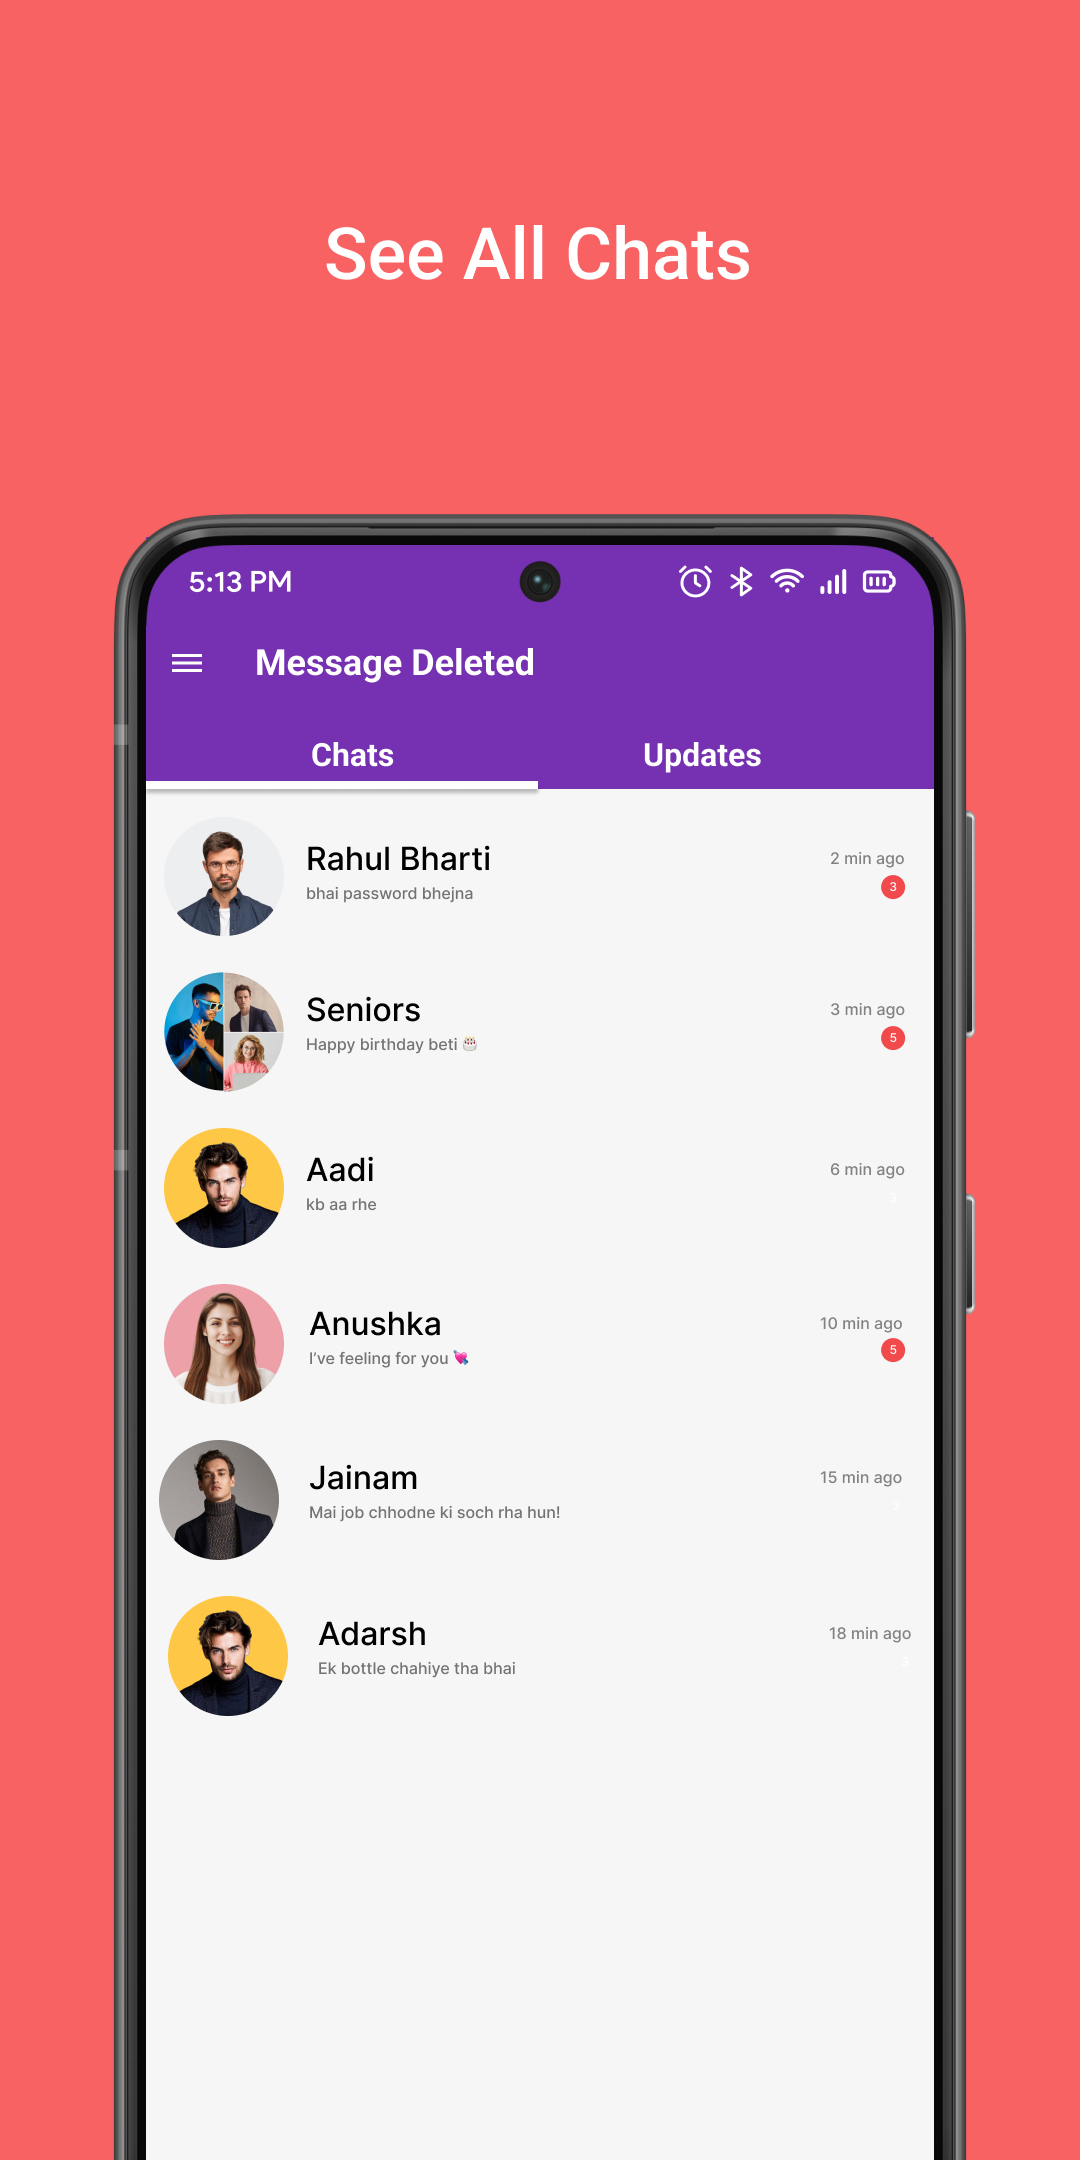 See All Chats
5:13 PM
Message Deleted
Chats Updates
Rahul Bharti 2 min ago
bhai password bhejna 3
Seniors 3 min ago
Happy birthday beti 🎂 5
Aadi 6 min ago
kb aa rhe 3
Anushka 10 min ago
I've feeling for you 💘 5
Jainam 15 min ago
Mai job chhodne ki soch rha hun! 3
Adarsh 18 min ago
Ek bottle chahiye tha bhai 3